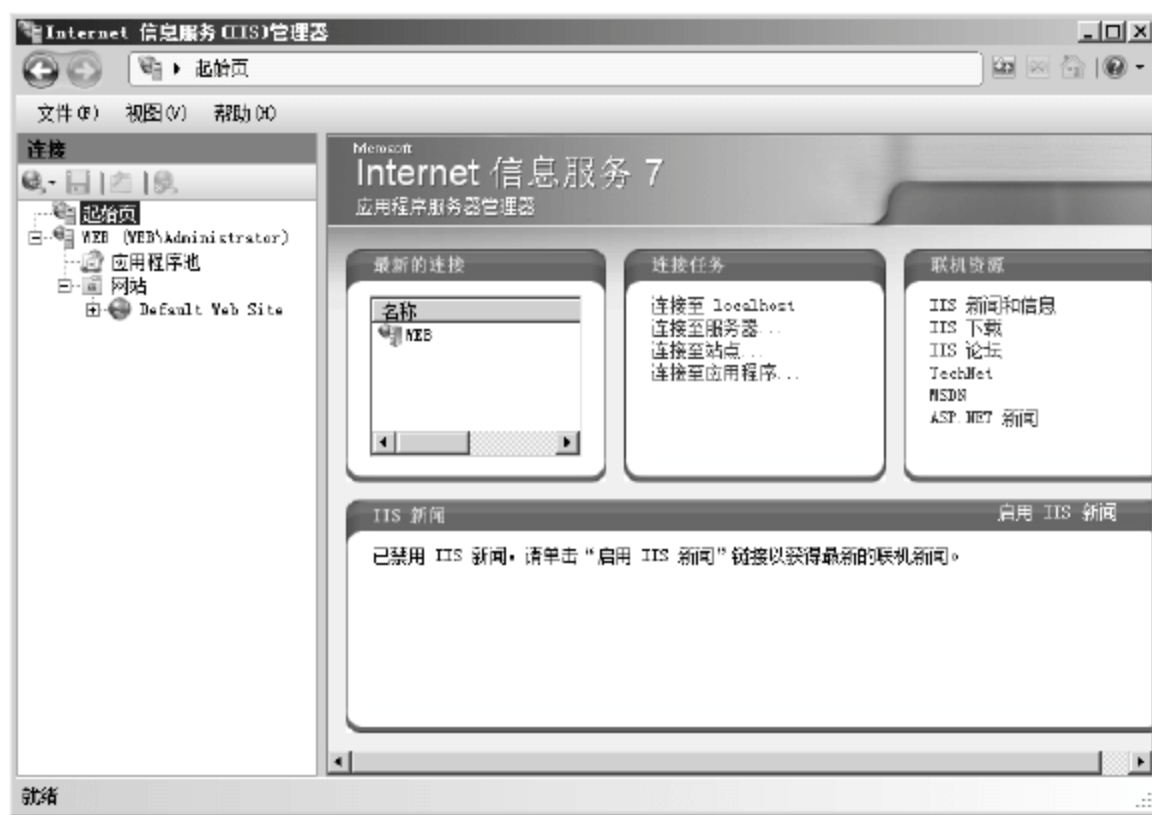 Internet 信息服务(IIS)管理器
起始页
文件(F) 视图(V) 帮助(H)
连接
起始页
WEB (WEB\Administrator)
应用程序池
网站
Default Web Site
Microsoft
Internet 信息服务 7
应用程序服务器管理器
最新的连接
名称
WEB
连接任务
连接至 localhost
连接至服务器...
连接至站点...
连接至应用程序...
联机资源
IIS 新闻和信息
IIS 下载
IIS 论坛
TechNet
MSDN
ASP.NET 新闻
IIS 新闻
启用 IIS 新闻
已禁用 IIS 新闻。请单击“启用 IIS 新闻”链接以获得最新的联机新闻。
就绪